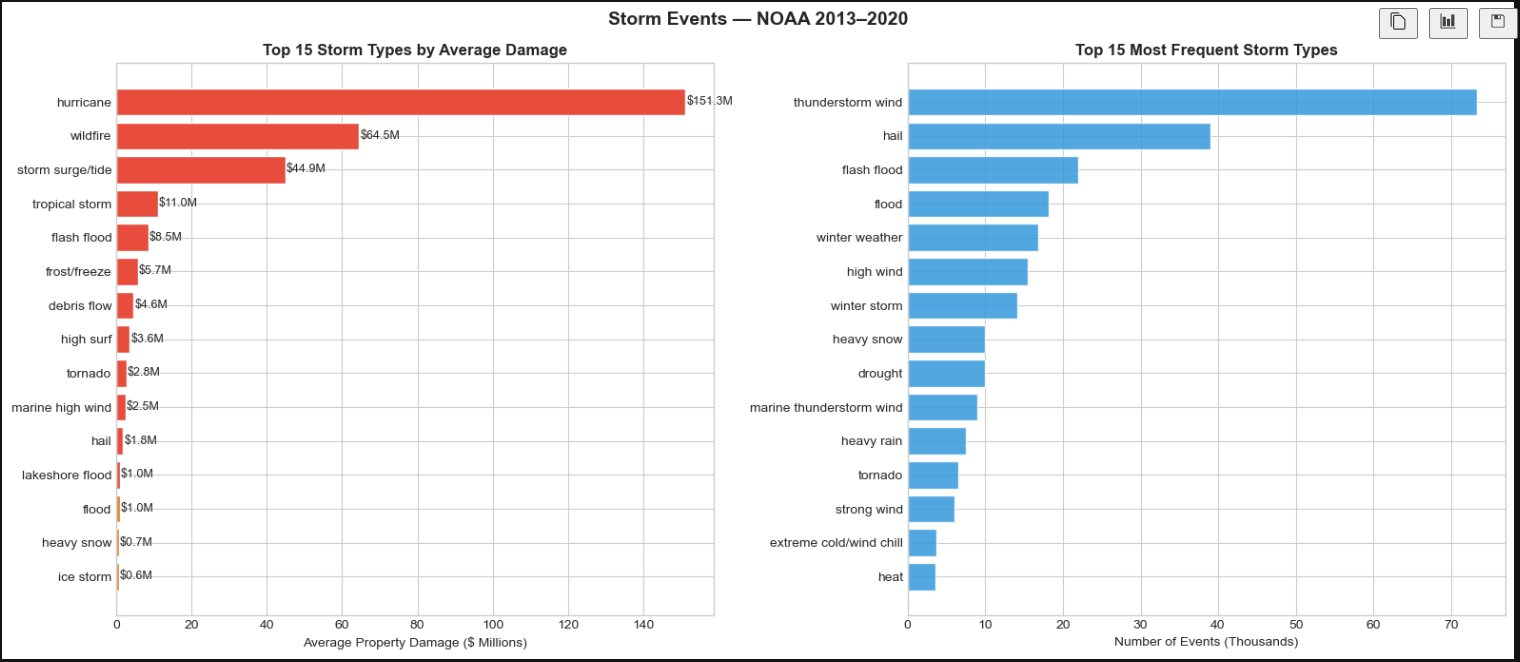 Storm Events — NOAA 2013–2020
Top 15 Storm Types by Average Damage
hurricane $151.3M
wildfire $64.5M
storm surge/tide $44.9M
tropical storm $11.0M
flash flood $8.5M
frost/freeze $5.7M
debris flow $4.6M
high surf $3.6M
tornado $2.8M
marine high wind $2.5M
hail $1.8M
lakeshore flood $1.0M
flood $1.0M
heavy snow $0.7M
ice storm $0.6M
0 20 40 60 80 100 120 140
Average Property Damage ($ Millions)
Top 15 Most Frequent Storm Types
thunderstorm wind
hail
flash flood
flood
winter weather
high wind
winter storm
heavy snow
drought
marine thunderstorm wind
heavy rain
tornado
strong wind
extreme cold/wind chill
heat
0 10 20 30 40 50 60 70
Number of Events (Thousands)